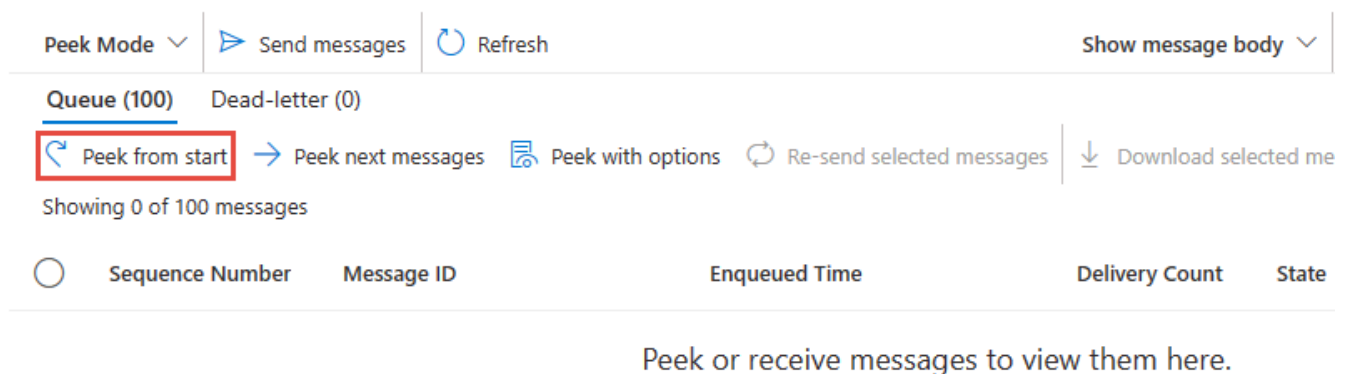 Peek Mode Send messages Refresh Show message body
Queue (100) Dead-letter (0)
Peek from start Peek next messages Peek with options Re-send selected messages Download selected me
Showing 0 of 100 messages
Sequence Number Message ID Enqueued Time Delivery Count State
Peek or receive messages to view them here.